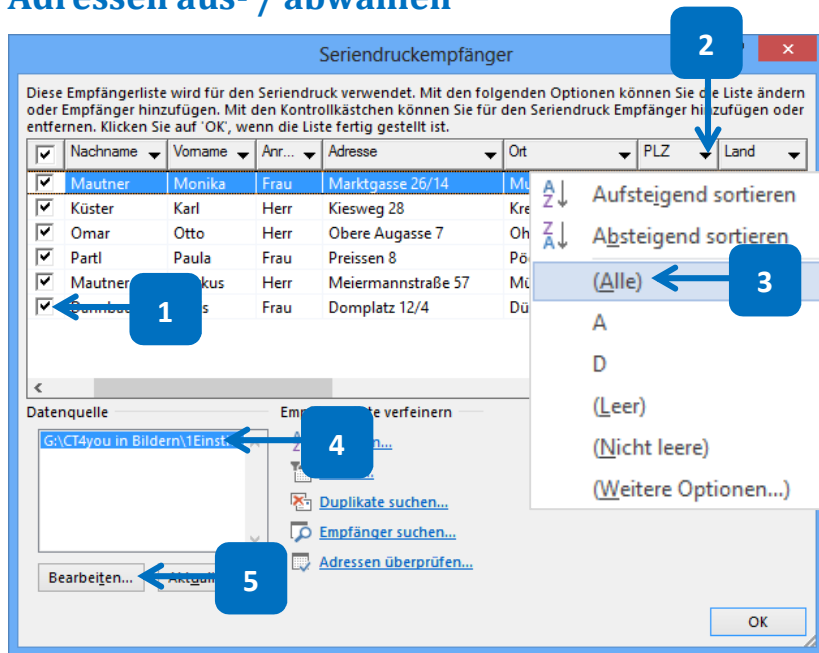 Adressen aus- / abwählen
Seriendruckempfänger
2
Diese Empfängerliste wird für den Seriendruck verwendet. Mit den folgenden Optionen können Sie die Liste ändern
oder Empfänger hinzufügen. Mit den Kontrollkästchen können Sie für den Seriendruck Empfänger hinzufügen oder
entfernen. Klicken Sie auf 'OK', wenn die Liste fertig gestellt ist.
Nachname Vorname Anr... Adresse Ort PLZ Land
Mautner Monika Frau Marktgasse 26/14
Küster Karl Herr Kiesweg 28
Omar Otto Herr Obere Augasse 7
Partl Paula Frau Preissen 8
Mautner Herr Meiermannstraße 57
Frau Domplatz 12/4
1
Aufsteigend sortieren
Absteigend sortieren
(Alle)
3
A
D
(Leer)
(Nicht leere)
(Weitere Optionen...)
Datenquelle
verfeinern
G:\CT4you in Bildern\1Einst
4
Duplikate suchen...
Empfänger suchen...
Adressen überprüfen...
Bearbeiten...
5
OK